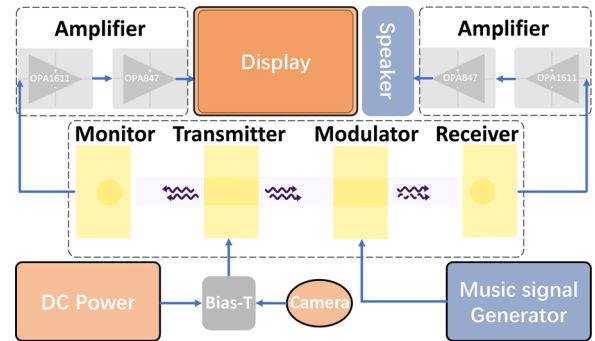 Amplifier
OPA1611
OPA847
Display
Speaker
Amplifier
OPA847
OPA1611
Monitor
Transmitter
Modulator
Receiver
DC Power
Bias-T
Camera
Music signal
Generator